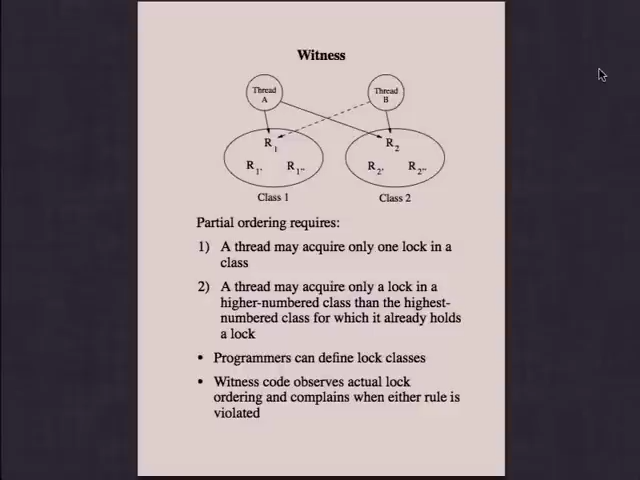 Witness
Thread
A
Thread
B
R1
R1' R1''
R2
R2' R2''
Class 1
Class 2
Partial ordering requires:
1) A thread may acquire only one lock in a
class
2) A thread may acquire only a lock in a
higher-numbered class than the highest-
numbered class for which it already holds
a lock
• Programmers can define lock classes
• Witness code observes actual lock
ordering and complains when either rule is
violated